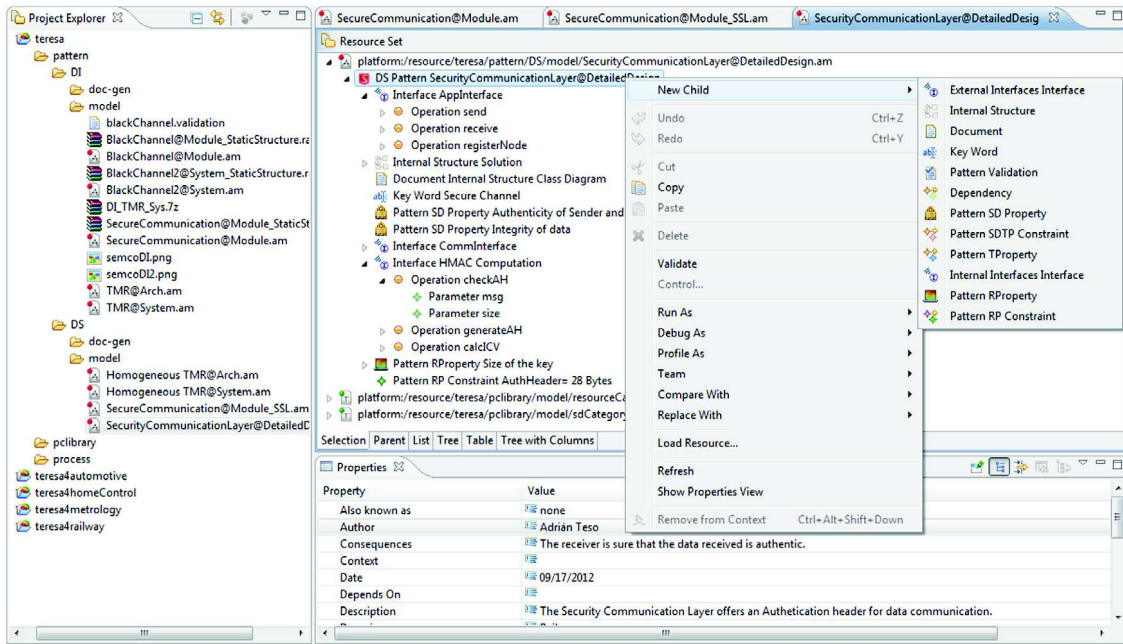 Project Explorer
teresa
pattern
DI
doc-gen
model
blackChannel.validation
BlackChannel@Module_StaticStructure.ra
BlackChannel@Module.am
BlackChannel2@System_StaticStructure.r
BlackChannel2@System.am
DI_TMR_Sys.7z
SecureCommunication@Module_StaticSt
SecureCommunication@Module.am
semcoDI.png
semcoDI2.png
TMR@Arch.am
TMR@System.am
DS
doc-gen
model
Homogeneous TMR@Arch.am
Homogeneous TMR@System.am
SecureCommunication@Module_SSL.am
SecurityCommunicationLayer@DetailedD
pclibrary
process
teresa4automotive
teresa4homeControl
teresa4metrology
teresa4railway
SecureCommunication@Module.am
SecureCommunication@Module_SSL.am
SecurityCommunicationLayer@DetailedDesig
Resource Set
platform:/resource/teresa/pattern/DS/model/SecurityCommunicationLayer@DetailedDesign.am
DS Pattern SecurityCommunicationLayer@DetailedDesign
Interface AppInterface
Operation send
Operation receive
Operation registerNode
Internal Structure Solution
Document Internal Structure Class Diagram
Key Word Secure Channel
Pattern SD Property Authenticity of Sender and
Pattern SD Property Integrity of data
Interface CommInterface
Interface HMAC Computation
Operation checkAH
Parameter msg
Parameter size
Operation generateAH
Operation calcICV
Pattern RProperty Size of the key
Pattern RP Constraint AuthHeader= 28 Bytes
platform:/resource/teresa/pclibrary/model/resourceCa
platform:/resource/teresa/pclibrary/model/sdCategory
Selection Parent List Tree Table Tree with Columns
New Child
Undo Ctrl+Z
Redo Ctrl+Y
Cut
Copy
Paste
Delete
Validate
Control...
Run As
Debug As
Profile As
Team
Compare With
Replace With
Load Resource...
Refresh
Show Properties View
Remove from Context Ctrl+Alt+Shift+Down
External Interfaces Interface
Internal Structure
Document
Key Word
Pattern Validation
Dependency
Pattern SD Property
Pattern SDTP Constraint
Pattern TProperty
Internal Interfaces Interface
Pattern RProperty
Pattern RP Constraint
Properties
Property Value
Also known as none
Author Adrián Teso
Consequences The receiver is sure that the data received is authentic.
Context
Date 09/17/2012
Depends On
Description The Security Communication Layer offers an Authetication header for data communication.